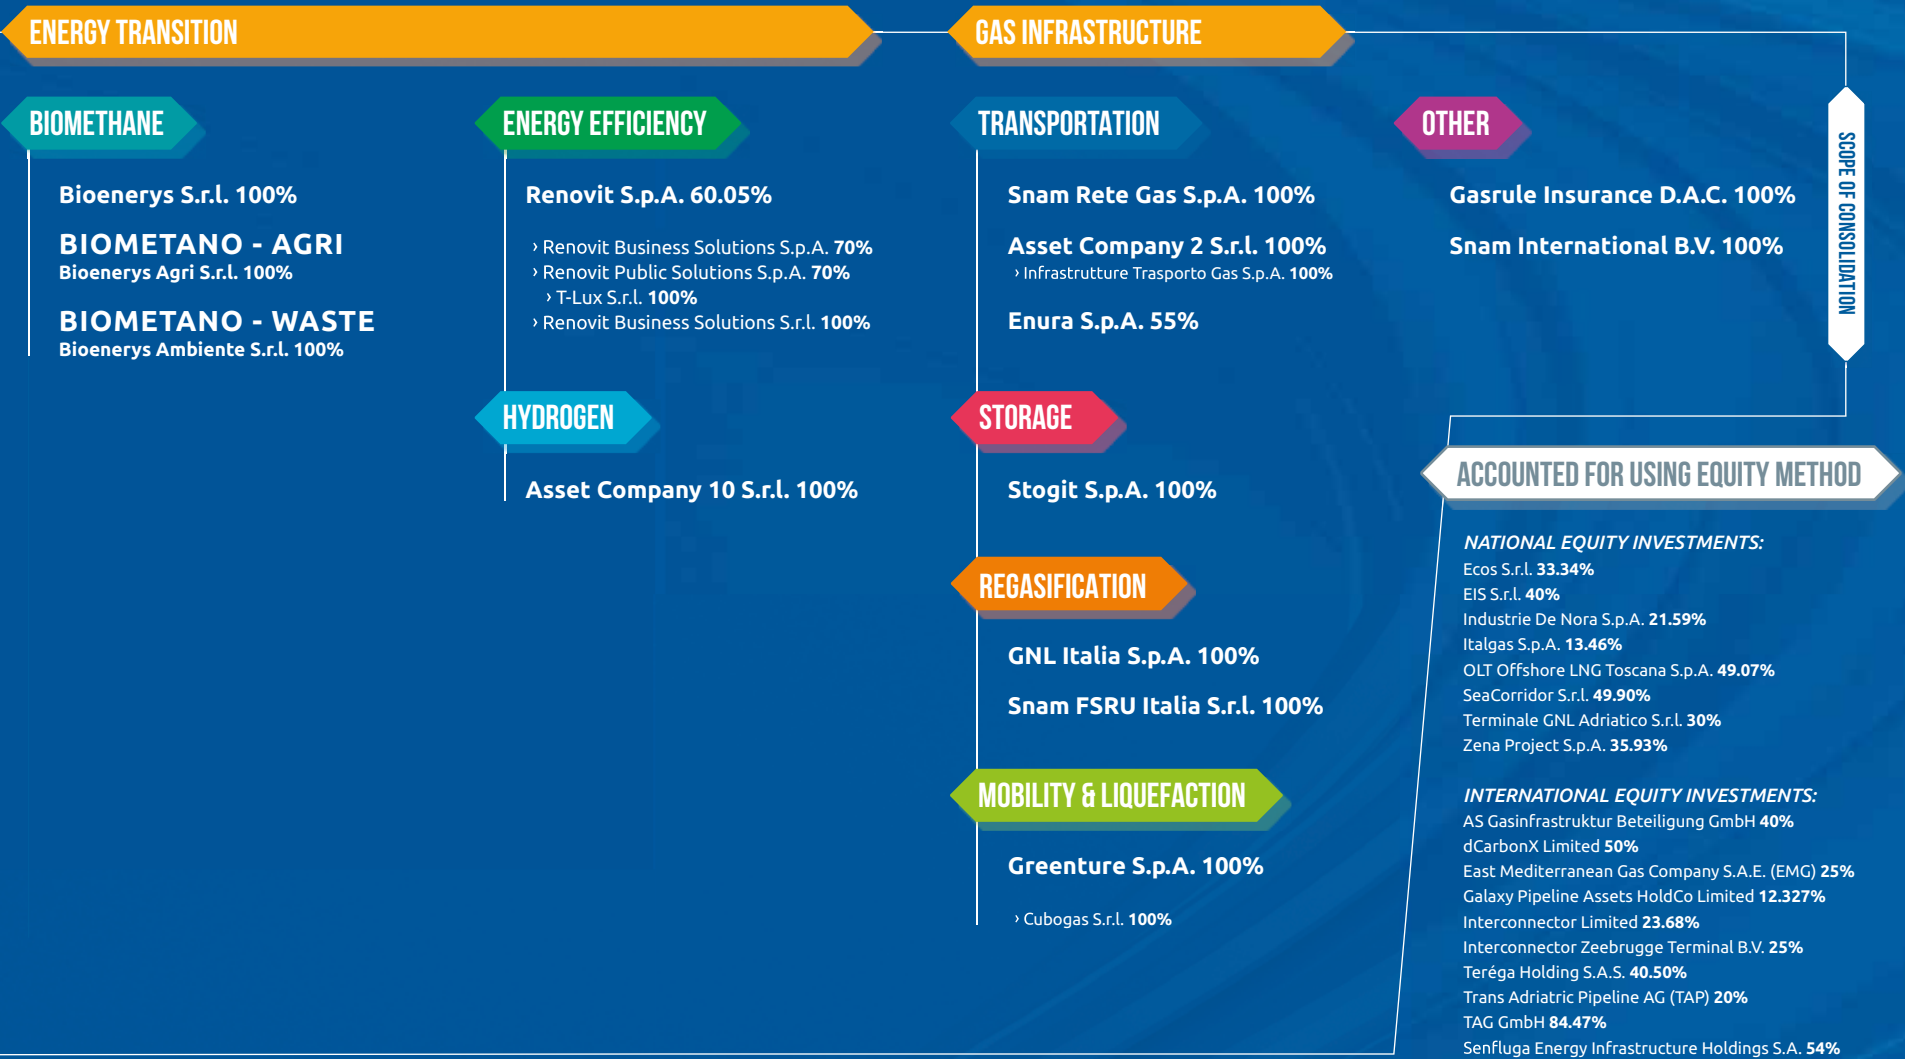 ENERGY TRANSITION
BIOMETHANE
Bioenerys S.r.l. 100%
BIOMETANO - AGRI
Bioenerys Agri S.r.l. 100%
BIOMETANO - WASTE
Bioenerys Ambiente S.r.l. 100%
ENERGY EFFICIENCY
Renovit S.p.A. 60.05%
› Renovit Business Solutions S.p.A. 70%
› Renovit Public Solutions S.p.A. 70%
› T-Lux S.r.l. 100%
› Renovit Business Solutions S.r.l. 100%
HYDROGEN
Asset Company 10 S.r.l. 100%
GAS INFRASTRUCTURE
TRANSPORTATION
Snam Rete Gas S.p.A. 100%
Asset Company 2 S.r.l. 100%
› Infrastrutture Trasporto Gas S.p.A. 100%
Enura S.p.A. 55%
STORAGE
Stogit S.p.A. 100%
REGASIFICATION
GNL Italia S.p.A. 100%
Snam FSRU Italia S.r.l. 100%
MOBILITY & LIQUEFACTION
Greenture S.p.A. 100%
› Cubogas S.r.l. 100%
OTHER
Gasrule Insurance D.A.C. 100%
Snam International B.V. 100%
SCOPE OF CONSOLIDATION
ACCOUNTED FOR USING EQUITY METHOD
NATIONAL EQUITY INVESTMENTS:
Ecos S.r.l. 33.34%
EIS S.r.l. 40%
Industrie De Nora S.p.A. 21.59%
Italgas S.p.A. 13.46%
OLT Offshore LNG Toscana S.p.A. 49.07%
SeaCorridor S.r.l. 49.90%
Terminale GNL Adriatico S.r.l. 30%
Zena Project S.p.A. 35.93%
INTERNATIONAL EQUITY INVESTMENTS:
AS Gasinfrastruktur Beteiligung GmbH 40%
dCarbonX Limited 50%
East Mediterranean Gas Company S.A.E. (EMG) 25%
Galaxy Pipeline Assets HoldCo Limited 12.327%
Interconnector Limited 23.68%
Interconnector Zeebrugge Terminal B.V. 25%
Teréga Holding S.A.S. 40.50%
Trans Adriatric Pipeline AG (TAP) 20%
TAG GmbH 84.47%
Senfluga Energy Infrastructure Holdings S.A. 54%